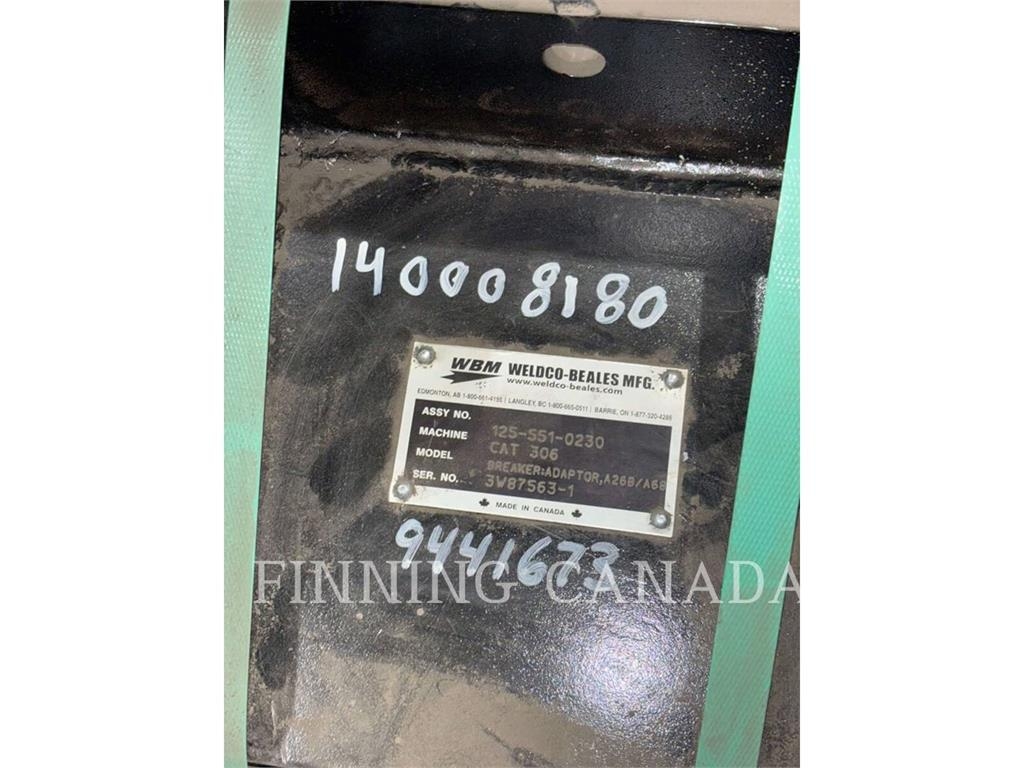 140008180
WBM WELDCO-BEALES MFG.
www.weldco-beales.com
EDMONTON, AB 1-800-661-4155 | LANGLEY, BC 1-800-665-0511 | BARRIE, ON 1-877-320-4285
ASSY NO. 125-S51-0230
MACHINE CAT 306
MODEL BREAKER:ADAPTOR,A26B/A6B
SER. NO. 3W87563-1
MADE IN CANADA
9441673
FINNING CANADA